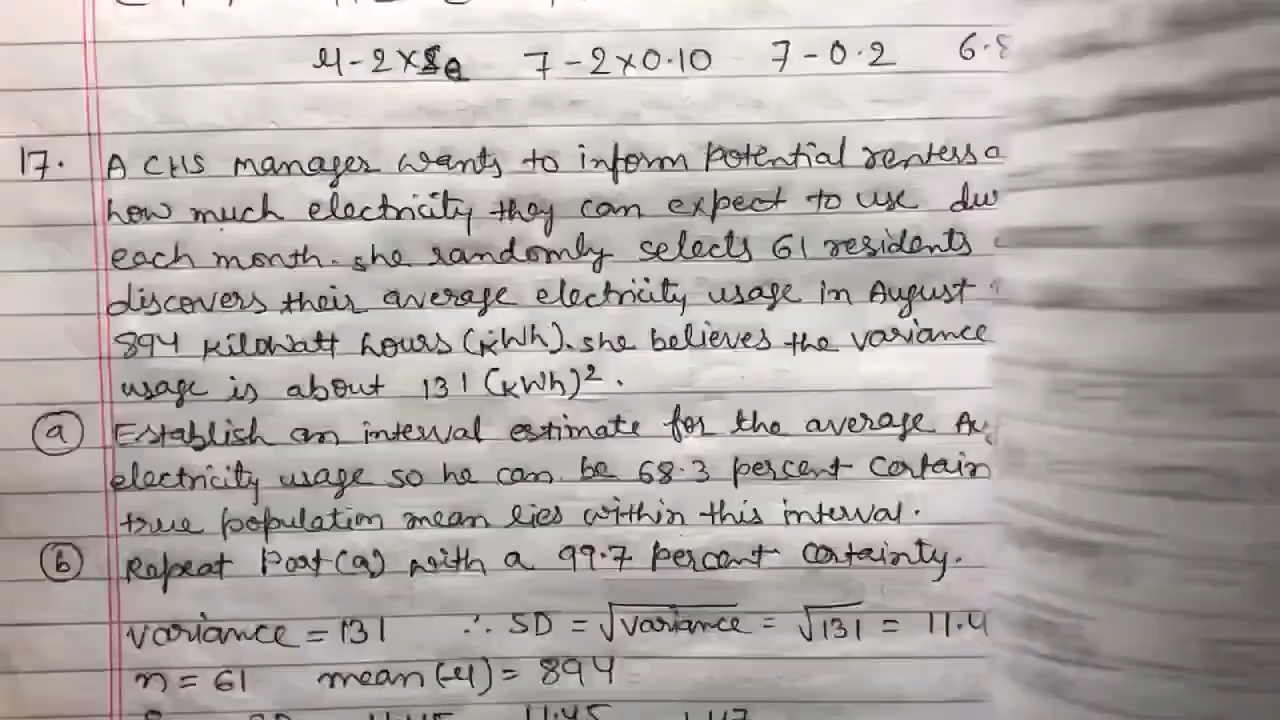 μ-2×Se 7-2×0.10 7-0.2
17. A CHS manager wants to inform potential renters
how much electricity they can expect to use
each month. she randomly selects 61 residents
discovers their average electricity usage in August
894 kilowatt hours (kWh). she believes the variance
usage is about 131 (kWh)².
(a) Establish an interval estimate for the average
electricity usage so he can be 68.3 percent certain
true population mean lies within this interval.
(b) Repeat Part (a) with a 99.7 percent certainty.
variance = 131 ∴ SD = √variance = √131 = 11.4
n = 61 mean (μ) = 894